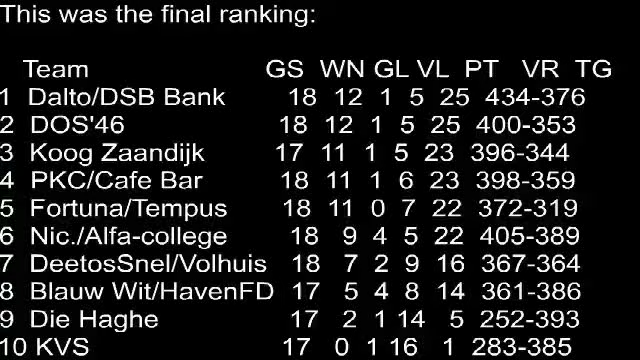 This was the final ranking:
Team GS WN GL VL PT VR TG
1 Dalto/DSB Bank 18 12 1 5 25 434-376
2 DOS'46 18 12 1 5 25 400-353
3 Koog Zaandijk 17 11 1 5 23 396-344
4 PKC/Cafe Bar 18 11 1 6 23 398-359
5 Fortuna/Tempus 18 11 0 7 22 372-319
6 Nic./Alfa-college 18 9 4 5 22 405-389
7 DeetosSnel/Volhuis 18 7 2 9 16 367-364
8 Blauw Wit/HavenFD 17 5 4 8 14 361-386
9 Die Haghe 17 2 1 14 5 252-393
10 KVS 17 0 1 16 1 283-385